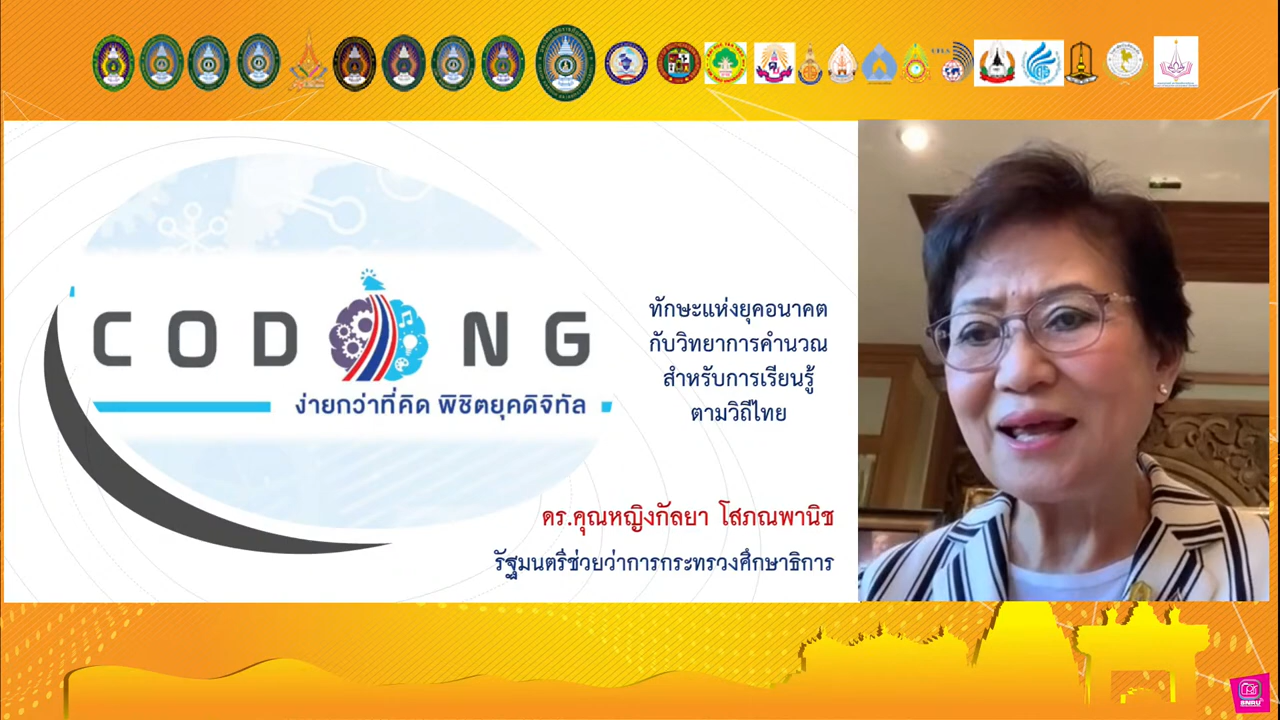 CODING
ง่ายกว่าที่คิด พิชิตยุคดิจิทัล
ทักษะแห่งยุคอนาคต
กับวิทยาการคำนวณ
สำหรับการเรียนรู้
ตามวิถีไทย
ดร.คุณหญิงกัลยา โสภณพานิช
รัฐมนตรีช่วยว่าการกระทรวงศึกษาธิการ
SNRU